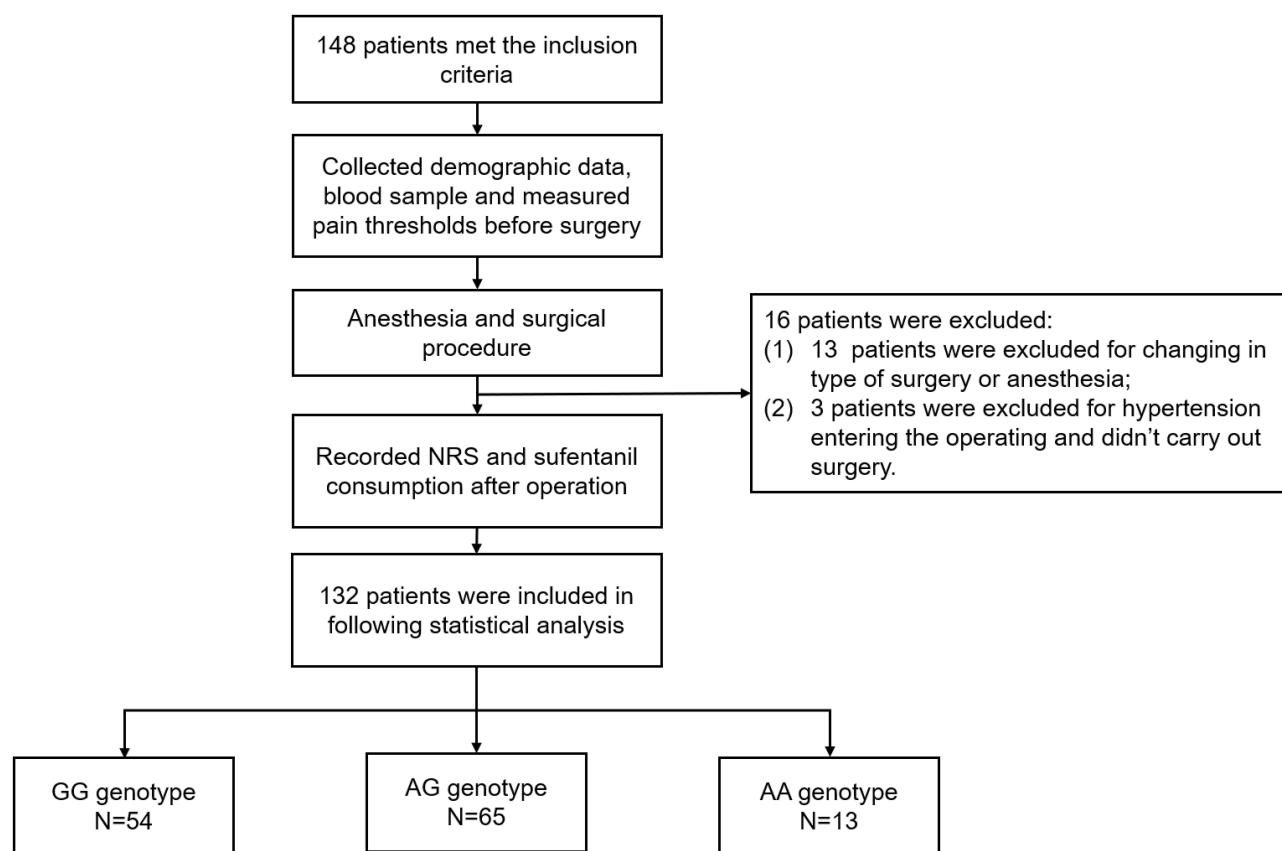 148 patients met the inclusion
criteria
Collected demographic data,
blood sample and measured
pain thresholds before surgery
Anesthesia and surgical
procedure
16 patients were excluded:
(1) 13 patients were excluded for changing in
type of surgery or anesthesia;
(2) 3 patients were excluded for hypertension
entering the operating and didn’t carry out
surgery.
Recorded NRS and sufentanil
consumption after operation
132 patients were included in
following statistical analysis
GG genotype
N=54
AG genotype
N=65
AA genotype
N=13